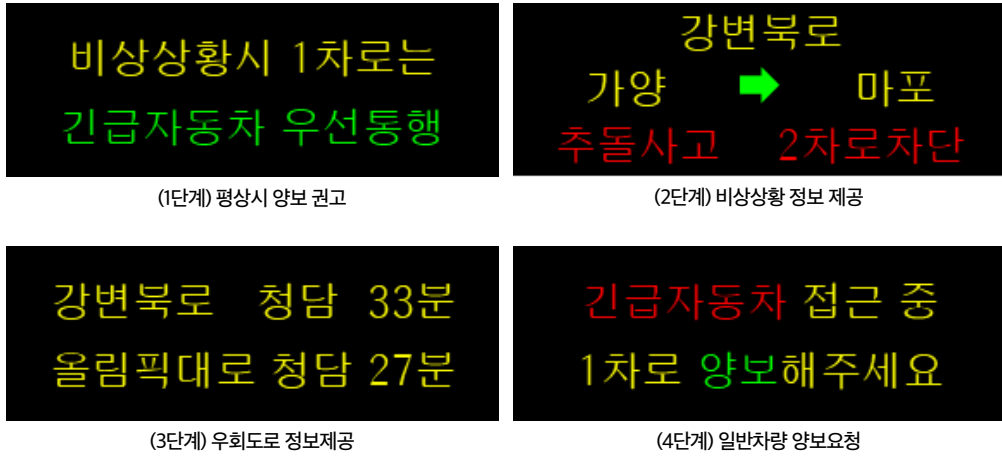 비상상황시 1차로는
긴급자동차 우선통행
(1단계) 평상시 양보 권고
강변북로
가양 마포
추돌사고 2차로차단
(2단계) 비상상황 정보 제공
강변북로 청담 33분
올림픽대로 청담 27분
(3단계) 우회도로 정보제공
긴급자동차 접근 중
1차로 양보해주세요
(4단계) 일반차량 양보요청